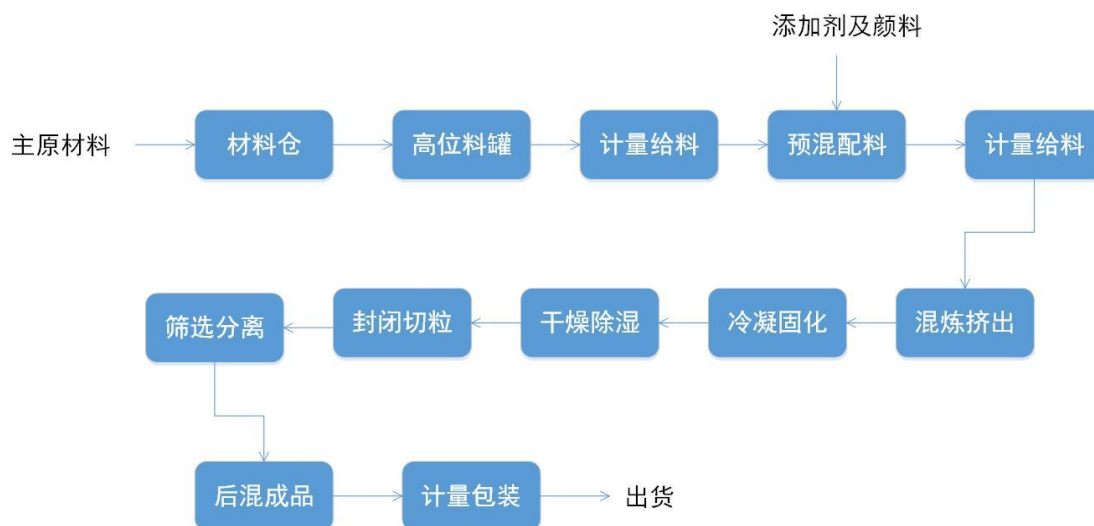 添加剂及颜料
主原材料
材料仓
高位料罐
计量给料
预混配料
计量给料
筛选分离
封闭切粒
干燥除湿
冷凝固化
混炼挤出
后混成品
计量包装
出货